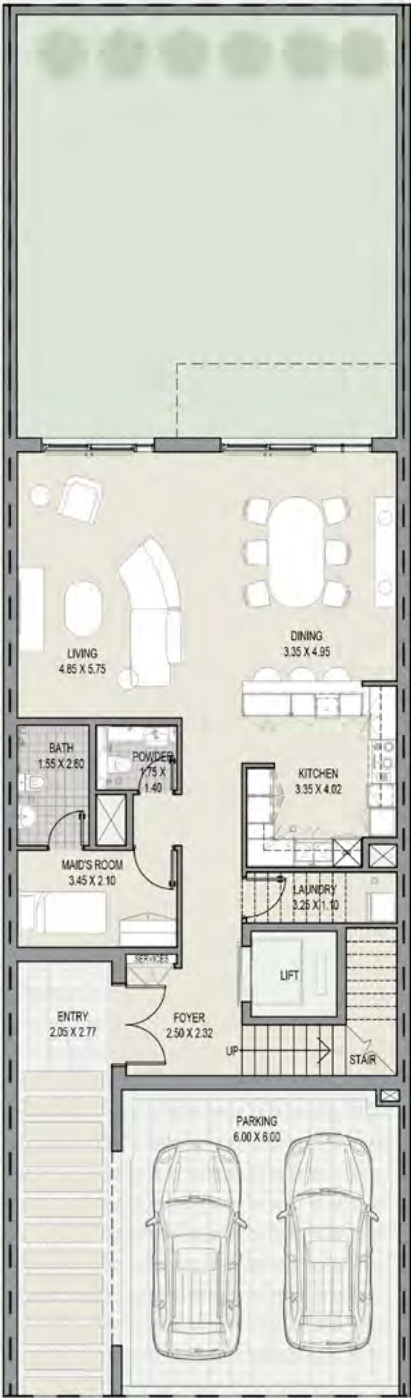 LIVING
4.85 X 5.75
DINING
3.35 X 4.95
BATH
1.55 X 2.60
POWDER
1.75 X
1.40
KITCHEN
3.35 X 4.02
MAID'S ROOM
3.45 X 2.10
LAUNDRY
3.25 X 1.10
SERVICES
LIFT
ENTRY
2.05 X 2.77
FOYER
2.50 X 2.32
UP
STAIR
PARKING
6.00 X 6.00